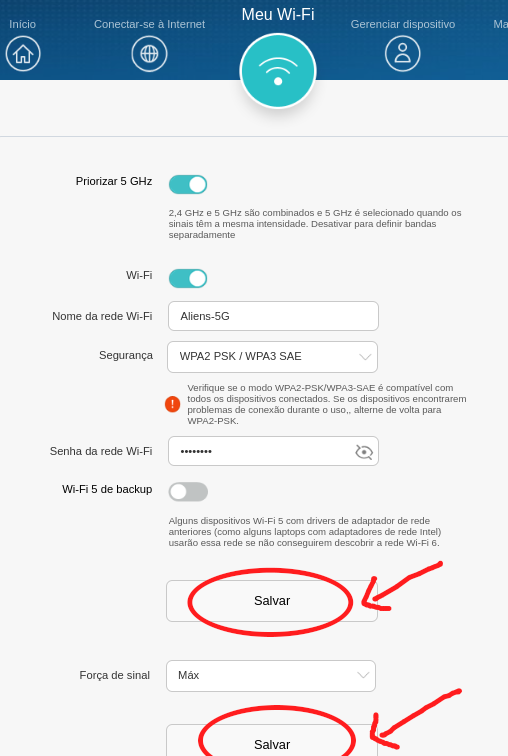 Início
Conectar-se à Internet
Meu Wi-Fi
Gerenciar dispositivo
Ma
Priorizar 5 GHz
2,4 GHz e 5 GHz são combinados e 5 GHz é selecionado quando os
sinais têm a mesma intensidade. Desativar para definir bandas
separadamente
Wi-Fi
Nome da rede Wi-Fi
Aliens-5G
Segurança
WPA2 PSK / WPA3 SAE
Verifique se o modo WPA2-PSK/WPA3-SAE é compatível com
todos os dispositivos conectados. Se os dispositivos encontrarem
problemas de conexão durante o uso,, alterne de volta para
WPA2-PSK.
Senha da rede Wi-Fi
••••••••
Wi-Fi 5 de backup
Alguns dispositivos Wi-Fi 5 com drivers de adaptador de rede
anteriores (como alguns laptops com adaptadores de rede Intel)
usarão essa rede se não conseguirem descobrir a rede Wi-Fi 6.
Salvar
Força de sinal
Máx
Salvar